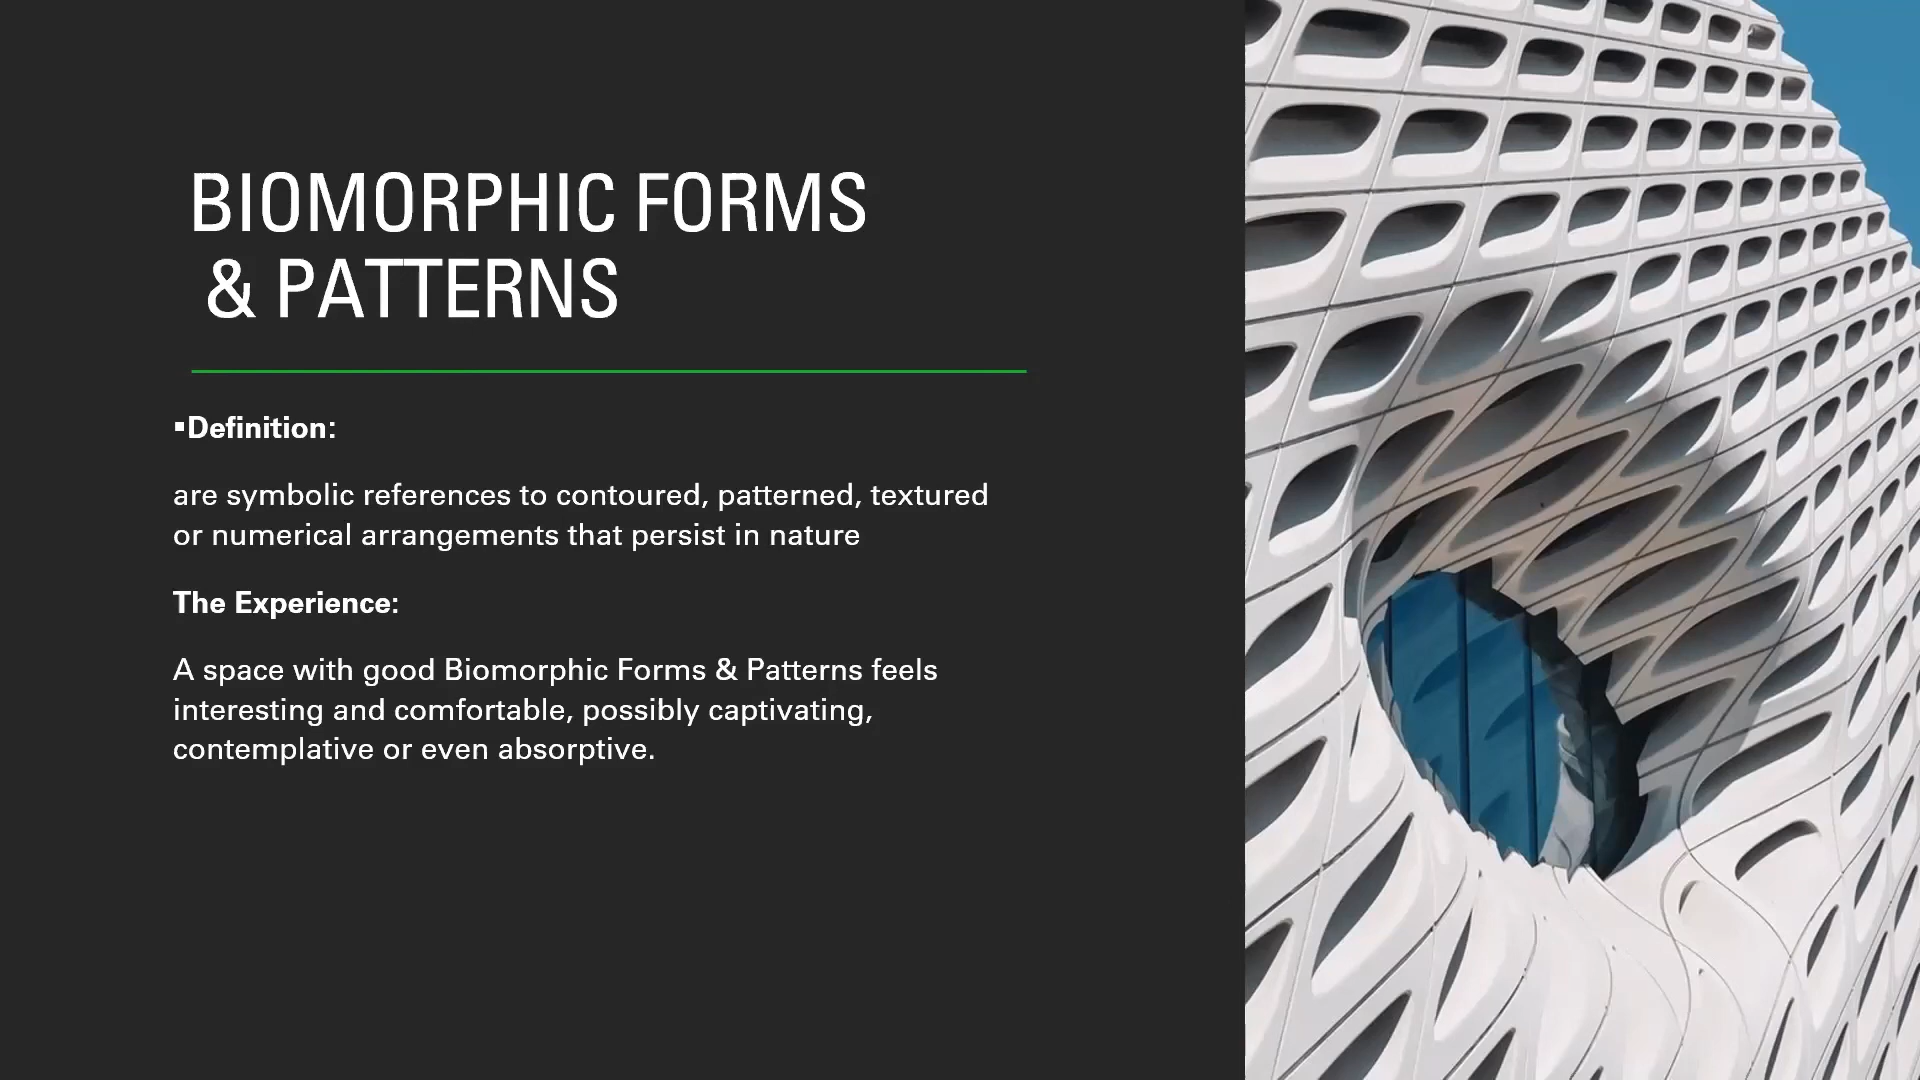 BIOMORPHIC FORMS
& PATTERNS
▪Definition:
are symbolic references to contoured, patterned, textured
or numerical arrangements that persist in nature
The Experience:
A space with good Biomorphic Forms & Patterns feels
interesting and comfortable, possibly captivating,
contemplative or even absorptive.